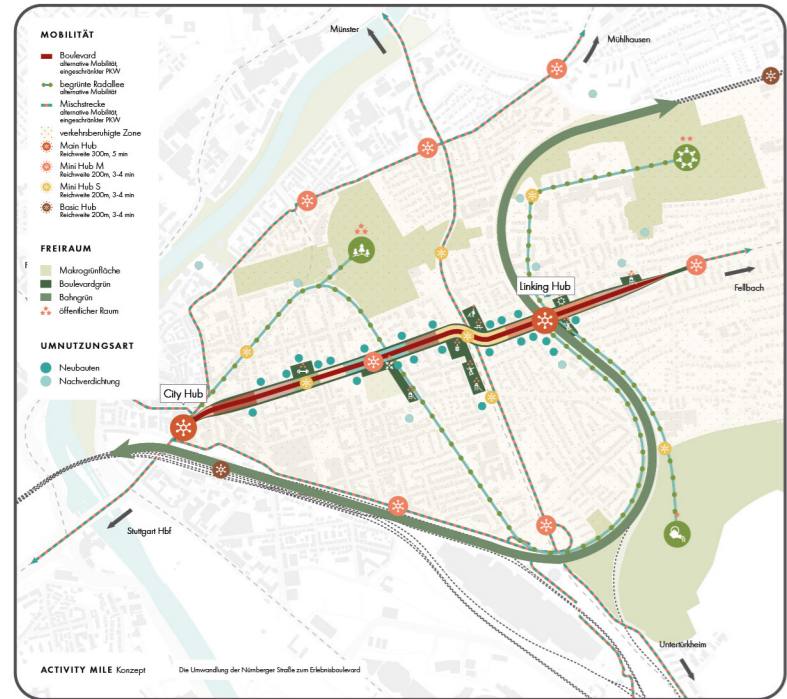 MOBILITÄT
Boulevard
alternative Mobilität,
eingeschränkter PKW
begrünte Radallee
alternative Mobilität
Mischstrecke
alternative Mobilität,
eingeschränkter PKW
verkehrsberuhigte Zone
Main Hub
Reichweite 300m, 5 min
Mini Hub M
Reichweite 200m, 3-4 min
Mini Hub S
Reichweite 200m, 3-4 min
Basic Hub
Reichweite 200m, 3-4 min
FREIRAUM
Makrogrünfläche
Boulevardgrün
Bahngrün
öffentlicher Raum
UMNUTZUNGSART
Neubauten
Nachverdichtung
Münster
Mühlhausen
Linking Hub
Fellbach
City Hub
Stuttgart Hbf
Untertürkheim
ACTIVITY MILE Konzept
Die Umwandlung der Nürnberger Straße zum Erlebnisboulevard